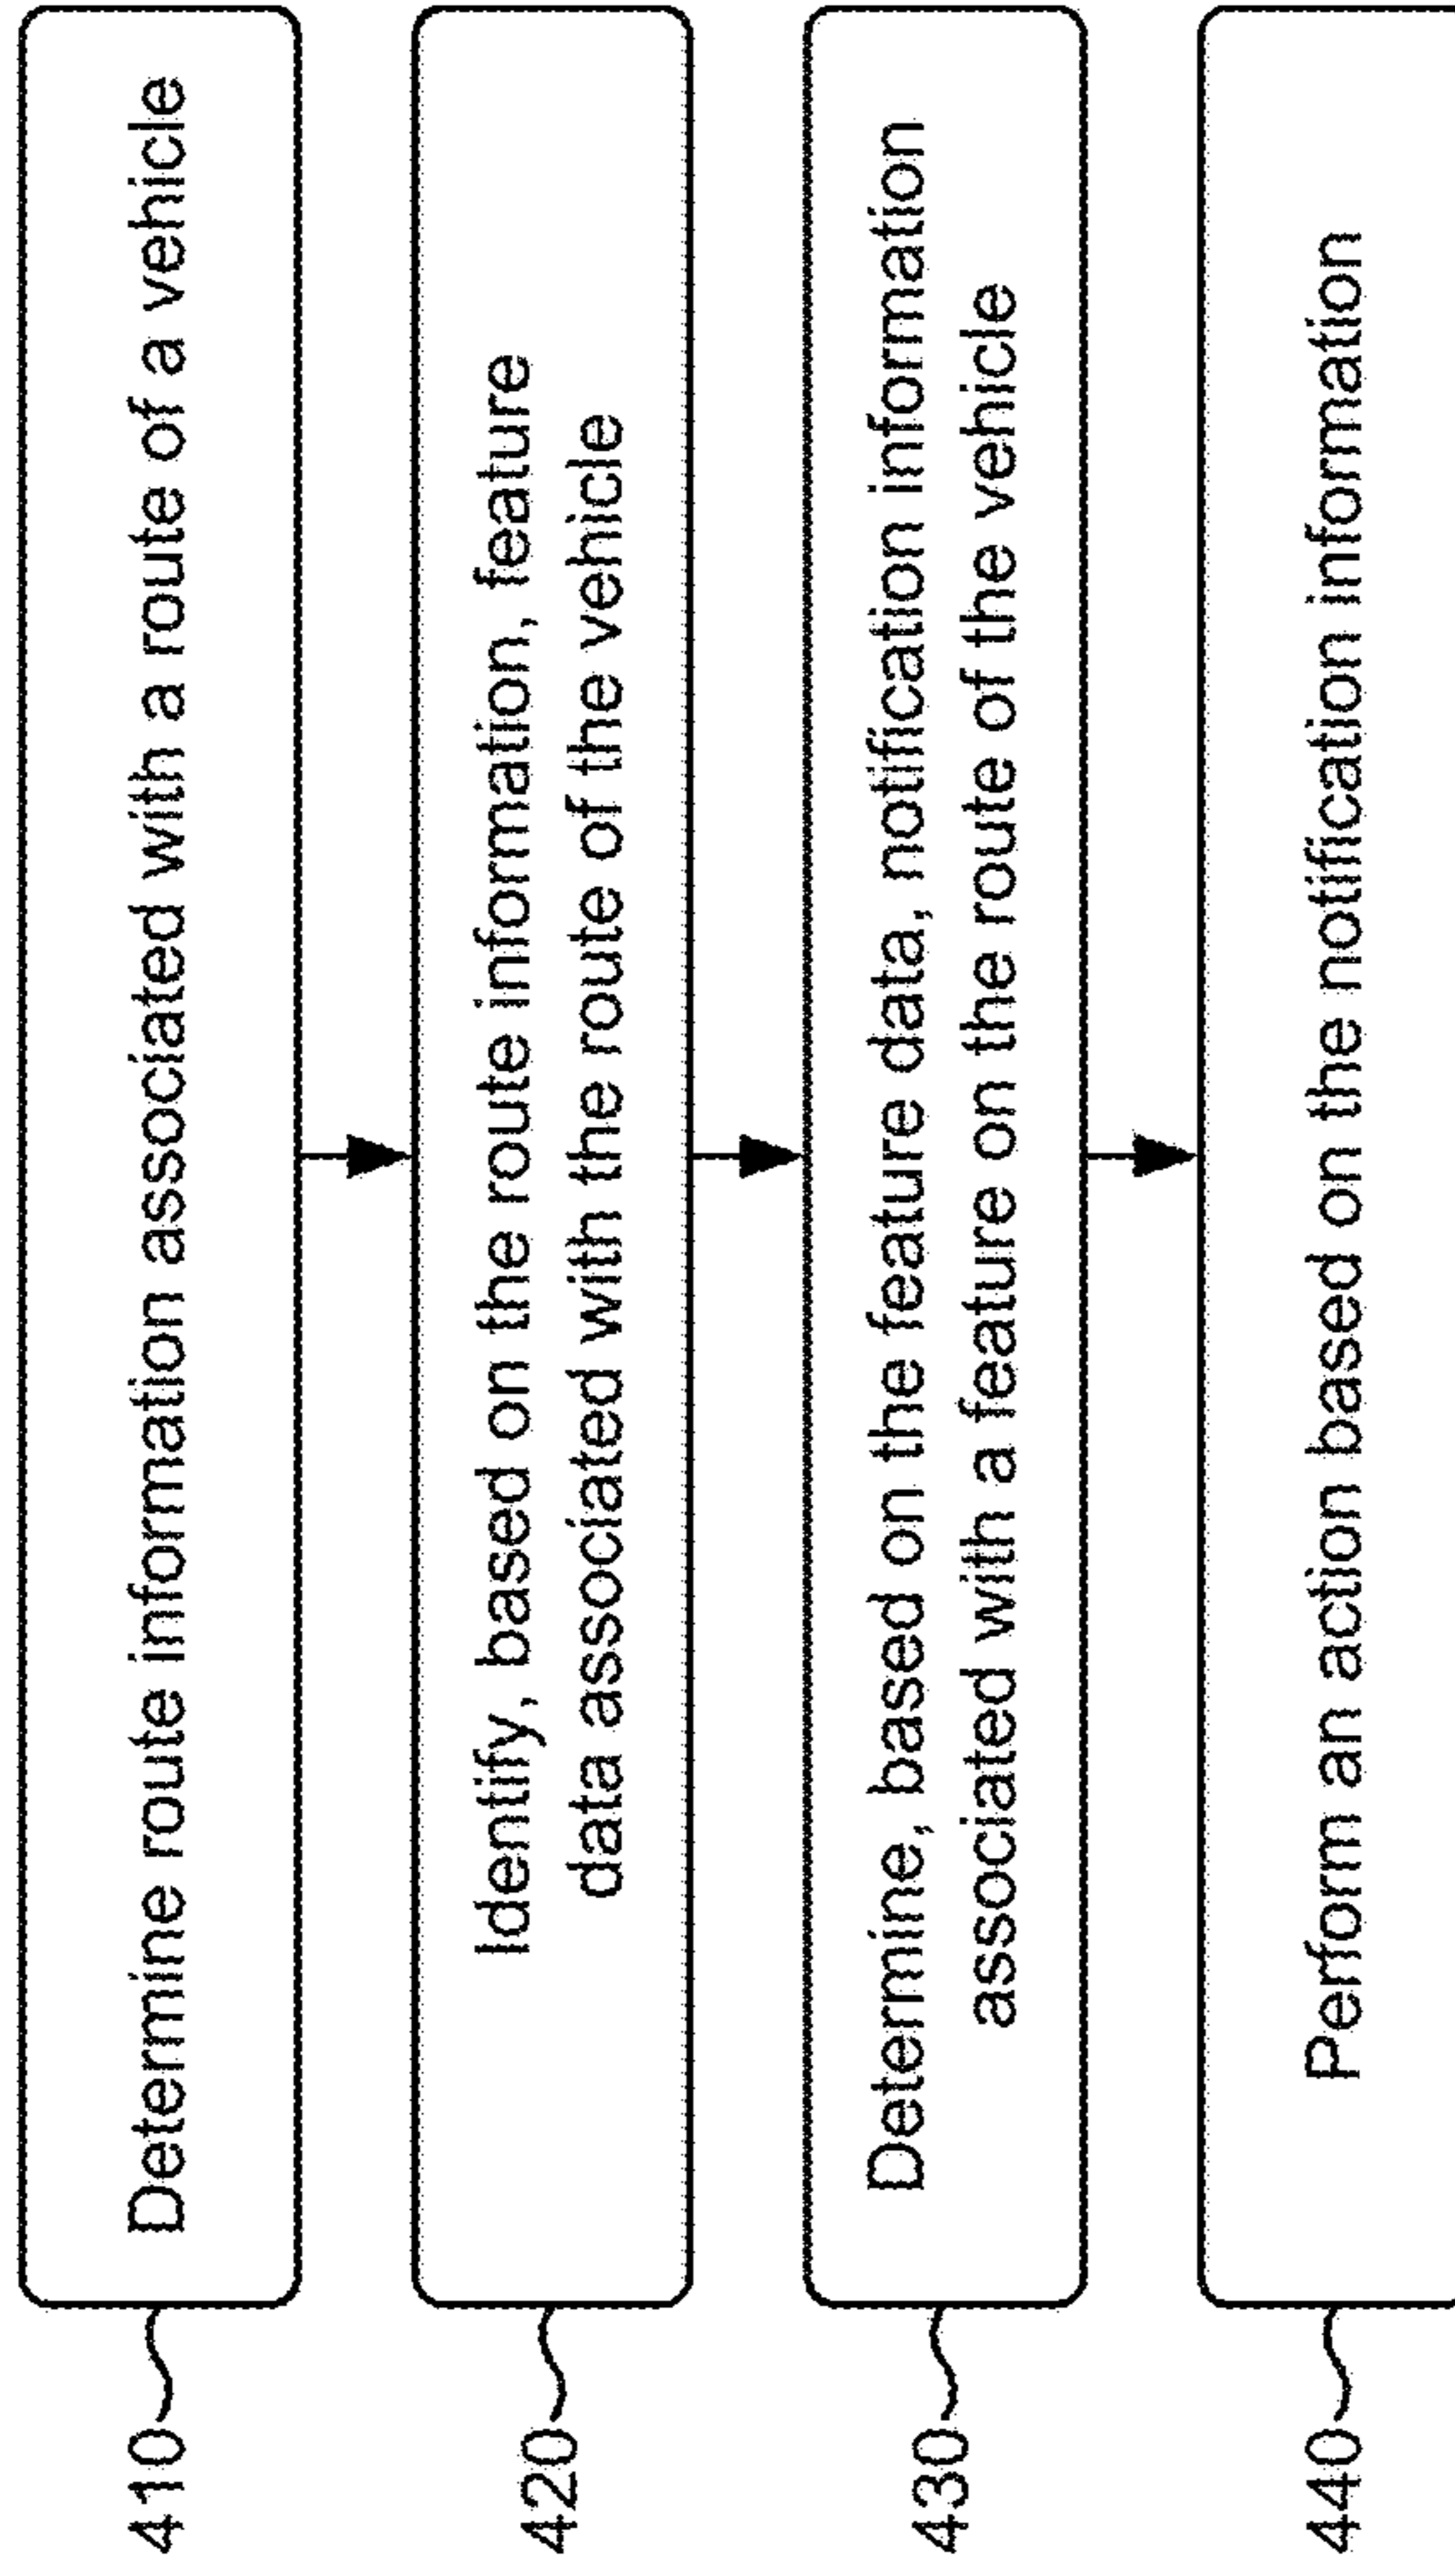 410
Determine route information associated with a route of a vehicle
420
Identify, based on the route information, feature
data associated with the route of the vehicle
430
Determine, based on the feature data, notification information
associated with a feature on the route of the vehicle
440
Perform an action based on the notification information